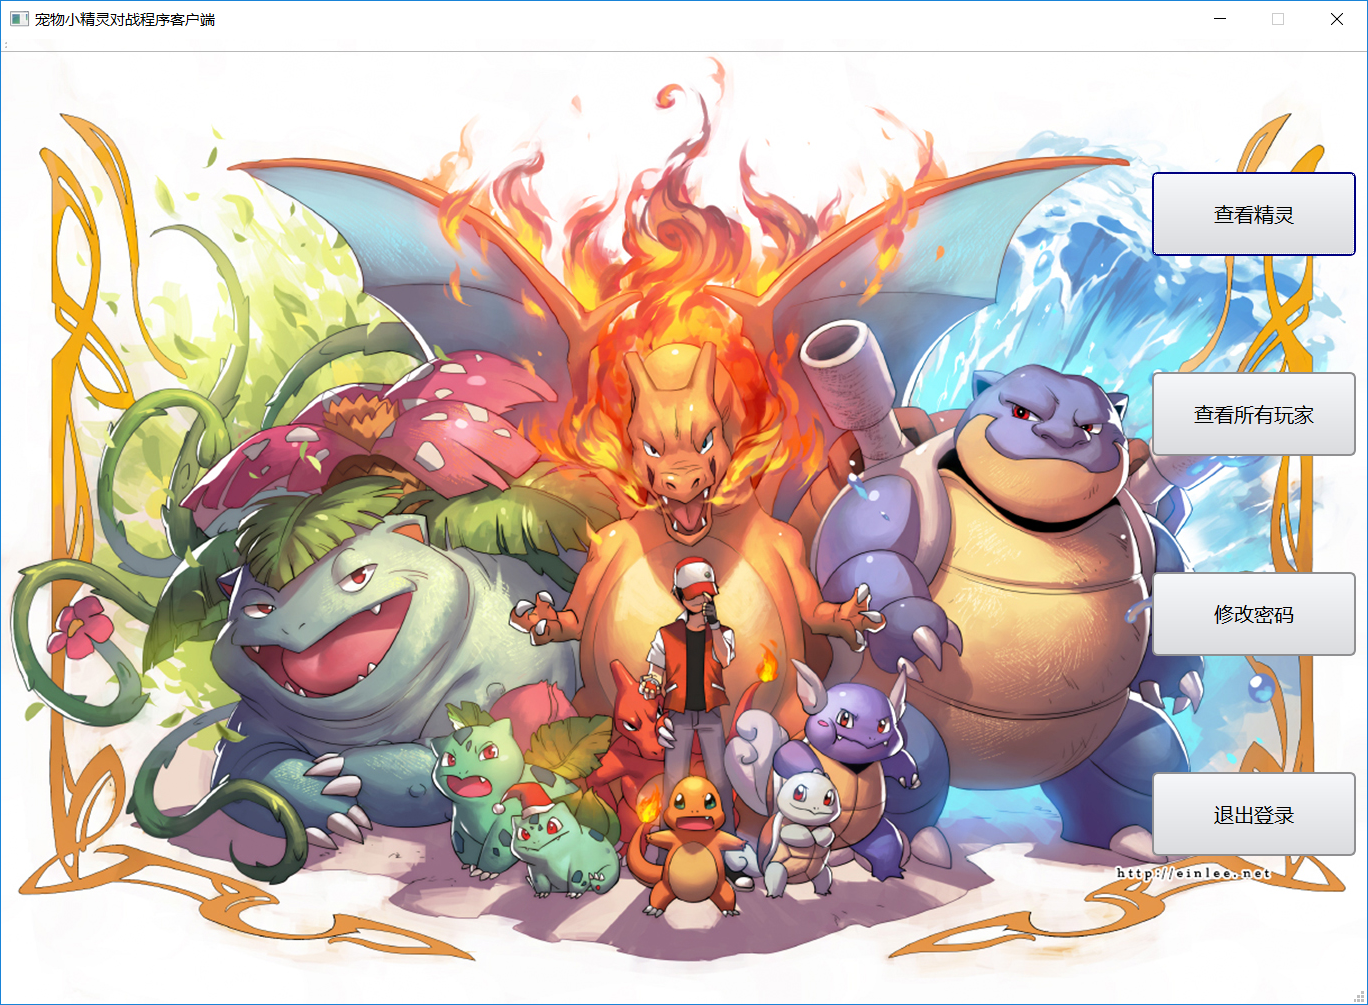 宠物小精灵对战程序客户端
查看精灵
查看所有玩家
修改密码
退出登录
http://einlee.net